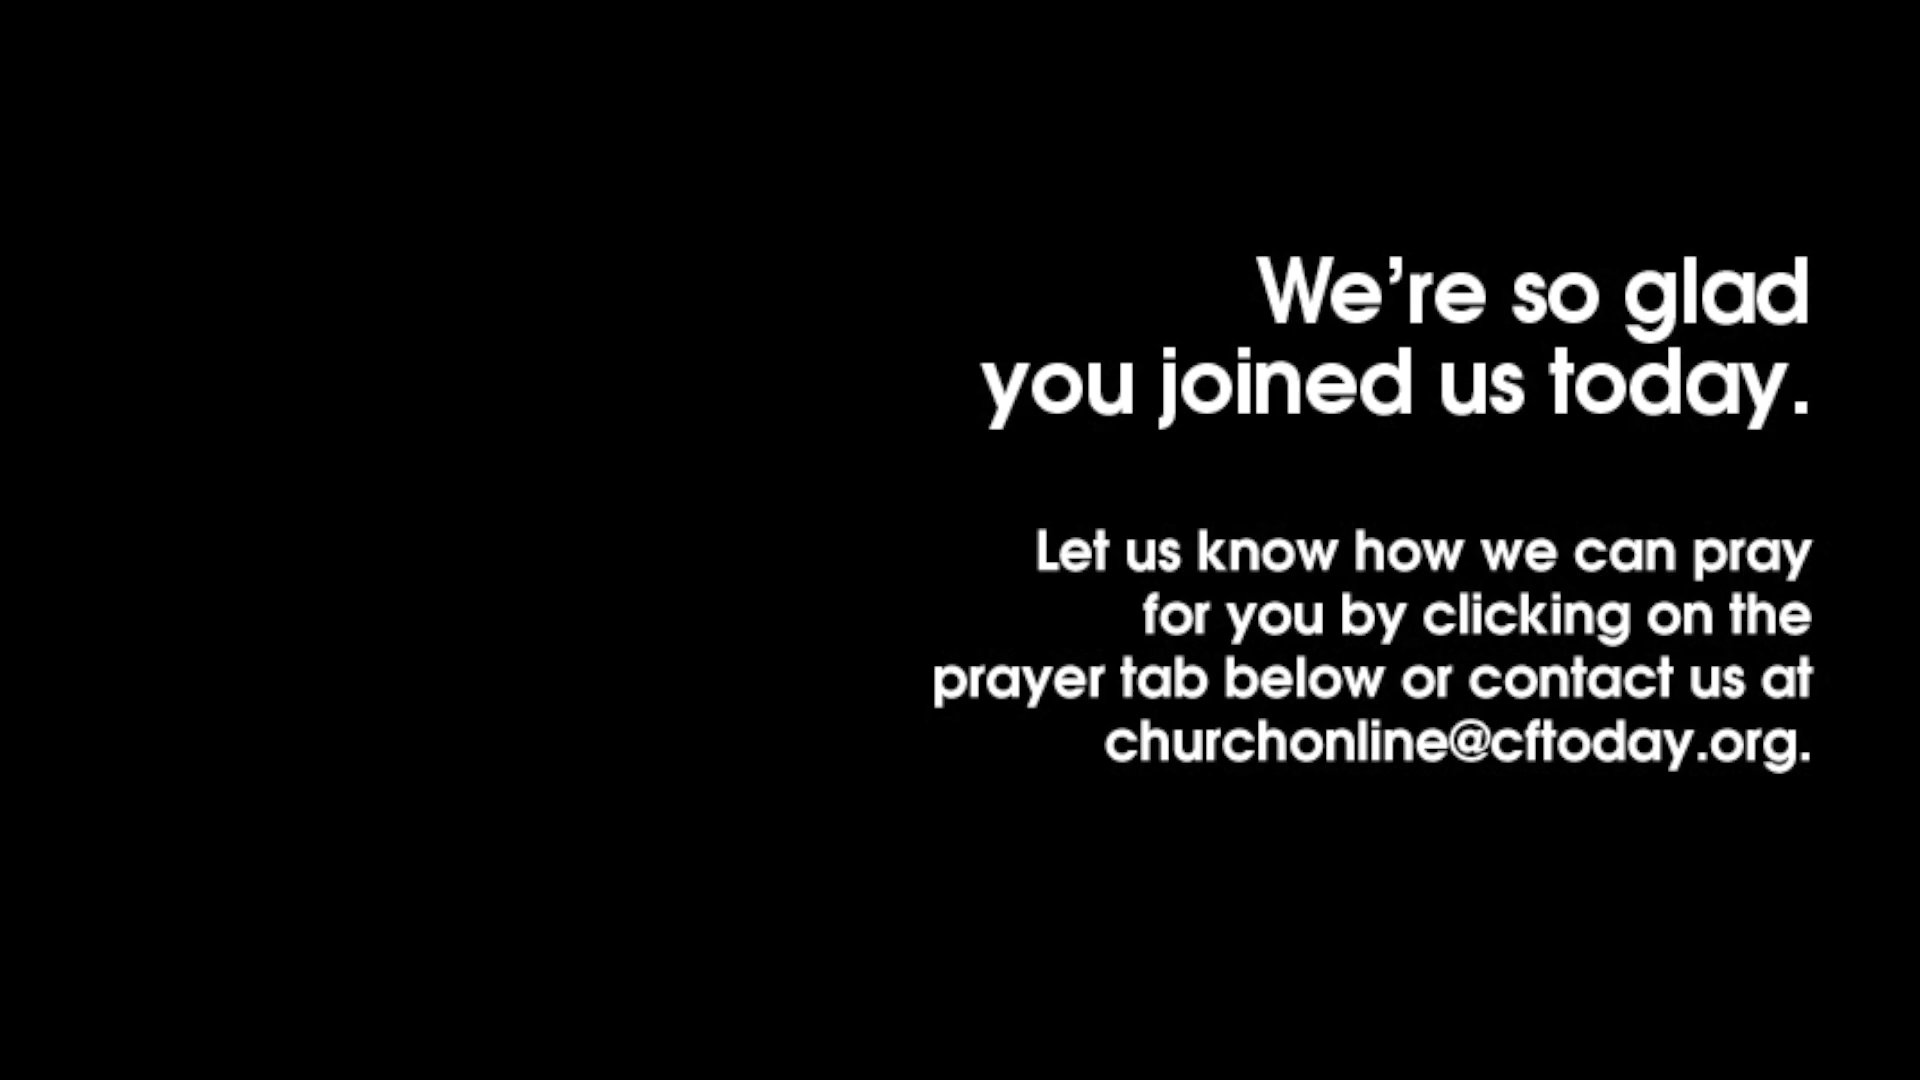 We’re so glad
you joined us today.
Let us know how we can pray
for you by clicking on the
prayer tab below or contact us at
churchonline@cftoday.org.